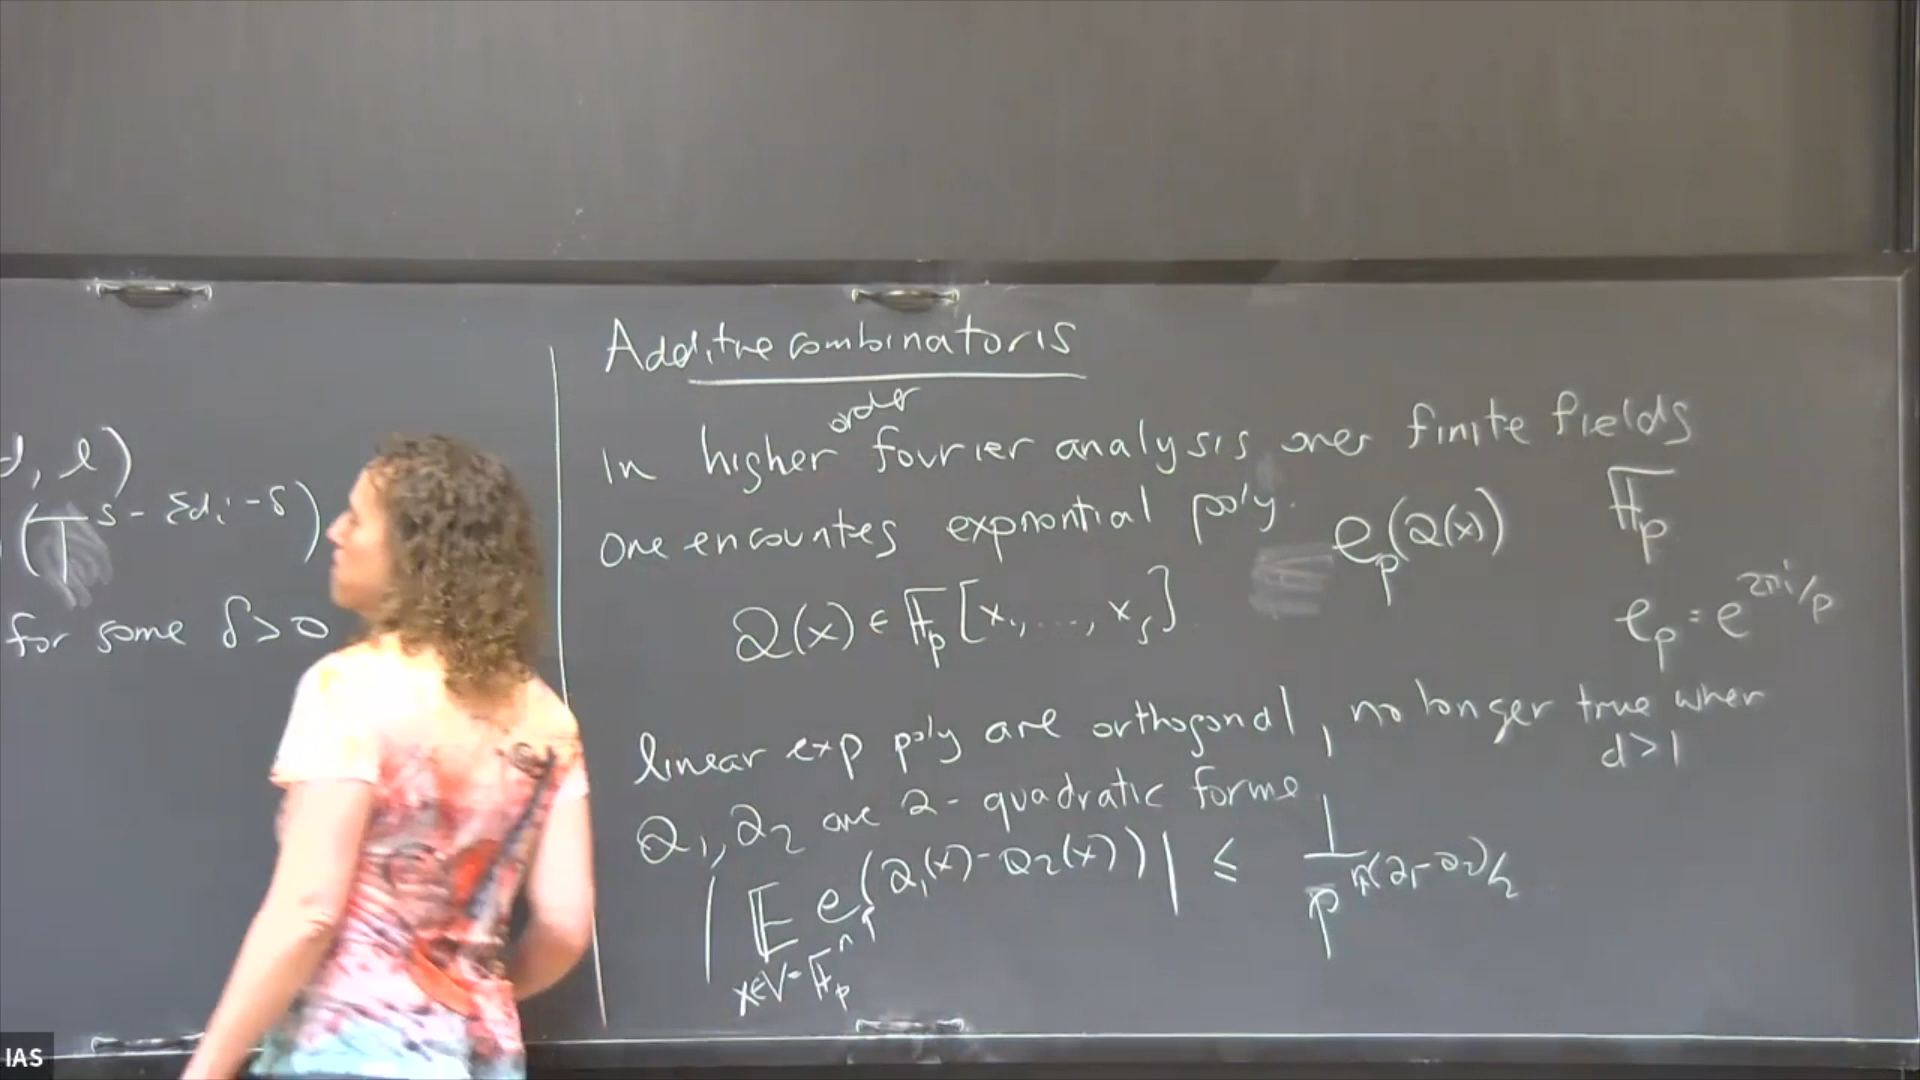 d, l)
(T^{s - Σd_i - δ})
for some δ>0
Additive combinatoris
In higher order fourier analysis over finite fields
one encountes exponential poly. e_p(Q(x)) 𝔽_p
Q(x) ∈ 𝔽_p[x_1, ..., x_s] e_p = e^{2πi/p}
linear exp poly are orthogonal, no longer true when
d>1
Q_1, Q_2 are 2 - quadratic forms
| 𝔼 e_p(Q_1(x) - Q_2(x)) | ≤ 1/p^{r(Q_1-Q_2)/2}
x∈V=𝔽_p^n
IAS